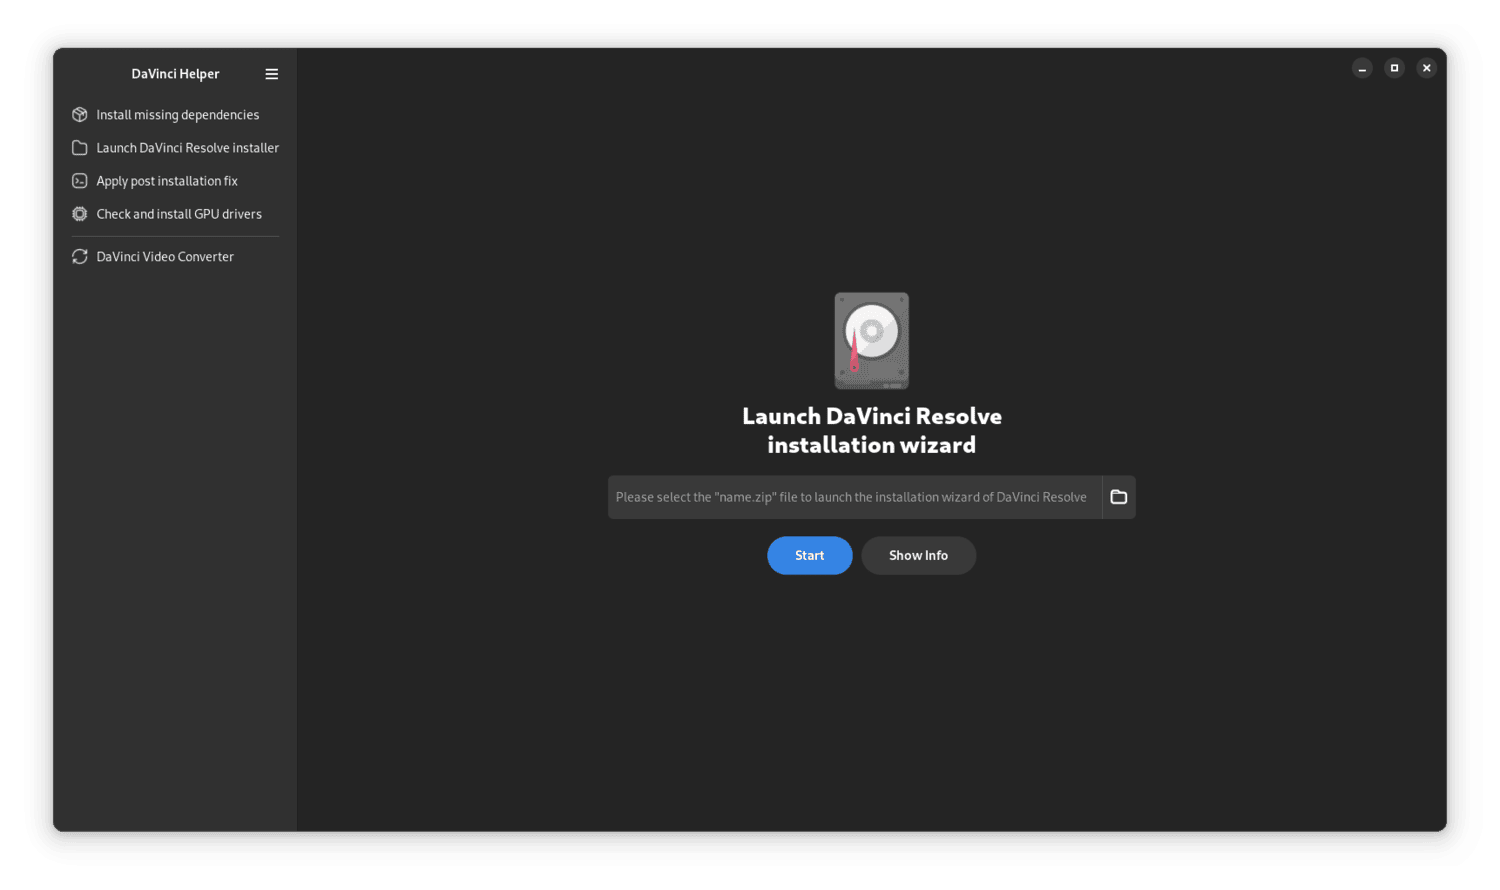 DaVinci Helper
Install missing dependencies
Launch DaVinci Resolve installer
Apply post installation fix
Check and install GPU drivers
DaVinci Video Converter
Launch DaVinci Resolve
installation wizard
Please select the "name.zip" file to launch the installation wizard of DaVinci Resolve
Start
Show Info